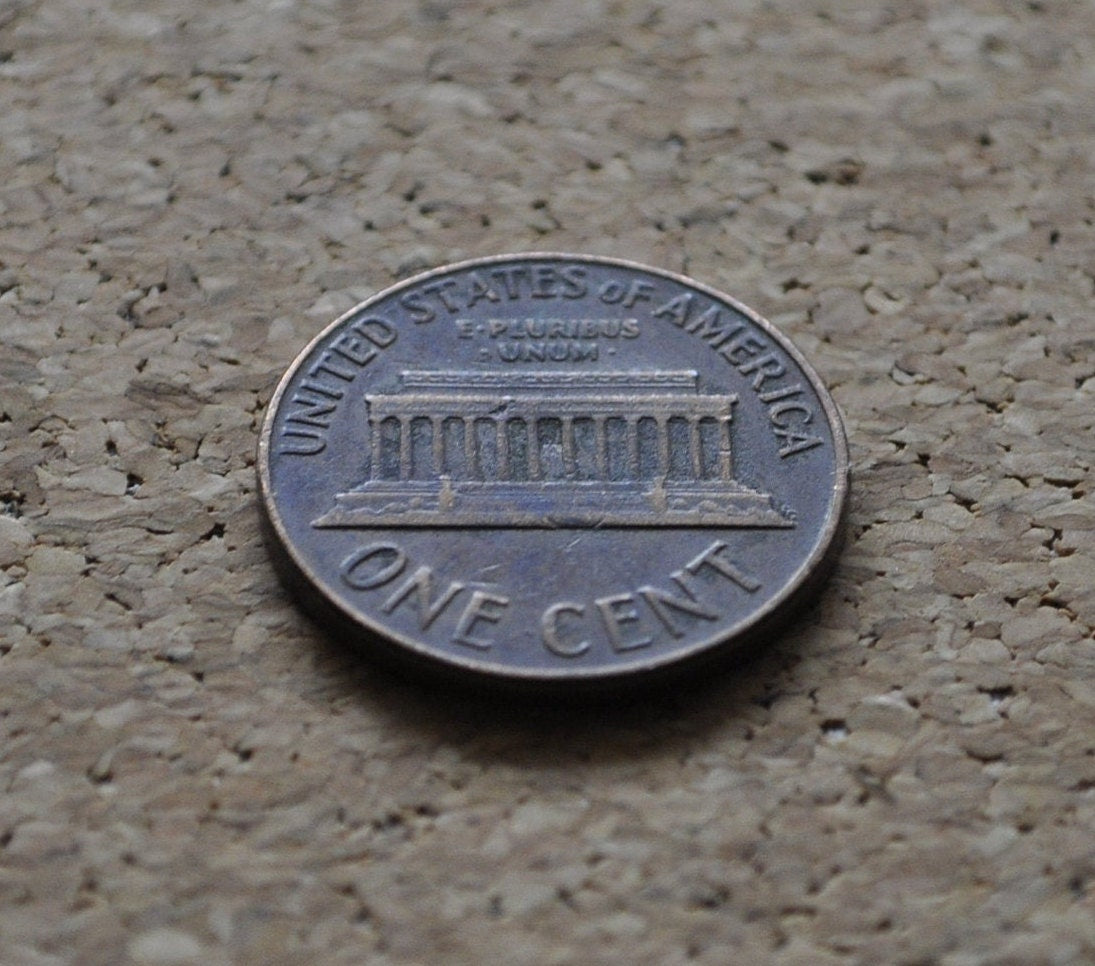 UNITED STATES OF AMERICA
E·PLURIBUS
·UNUM·
ONE CENT